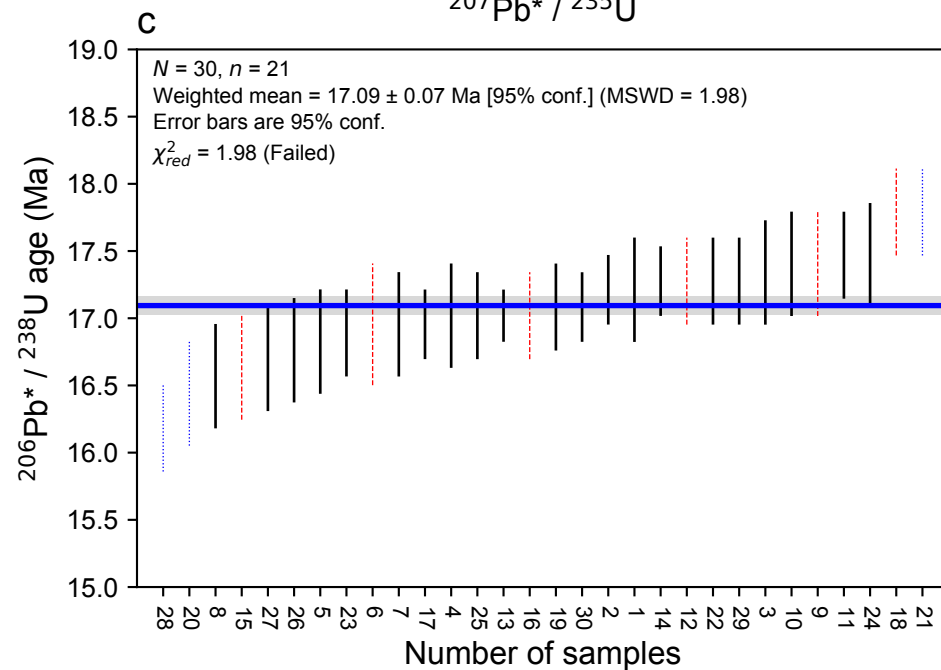 ²⁰⁷Pb* / ²³⁵U
c
N = 30, n = 21
Weighted mean = 17.09 ± 0.07 Ma [95% conf.] (MSWD = 1.98)
Error bars are 95% conf.
χ²red = 1.98 (Failed)
²⁰⁶Pb* / ²³⁸U age (Ma)
19.0
18.5
18.0
17.5
17.0
16.5
16.0
15.5
15.0
28 20 8 15 27 26 5 23 6 7 17 4 25 13 16 19 30 2 1 14 12 22 29 3 10 9 11 24 18 21
Number of samples